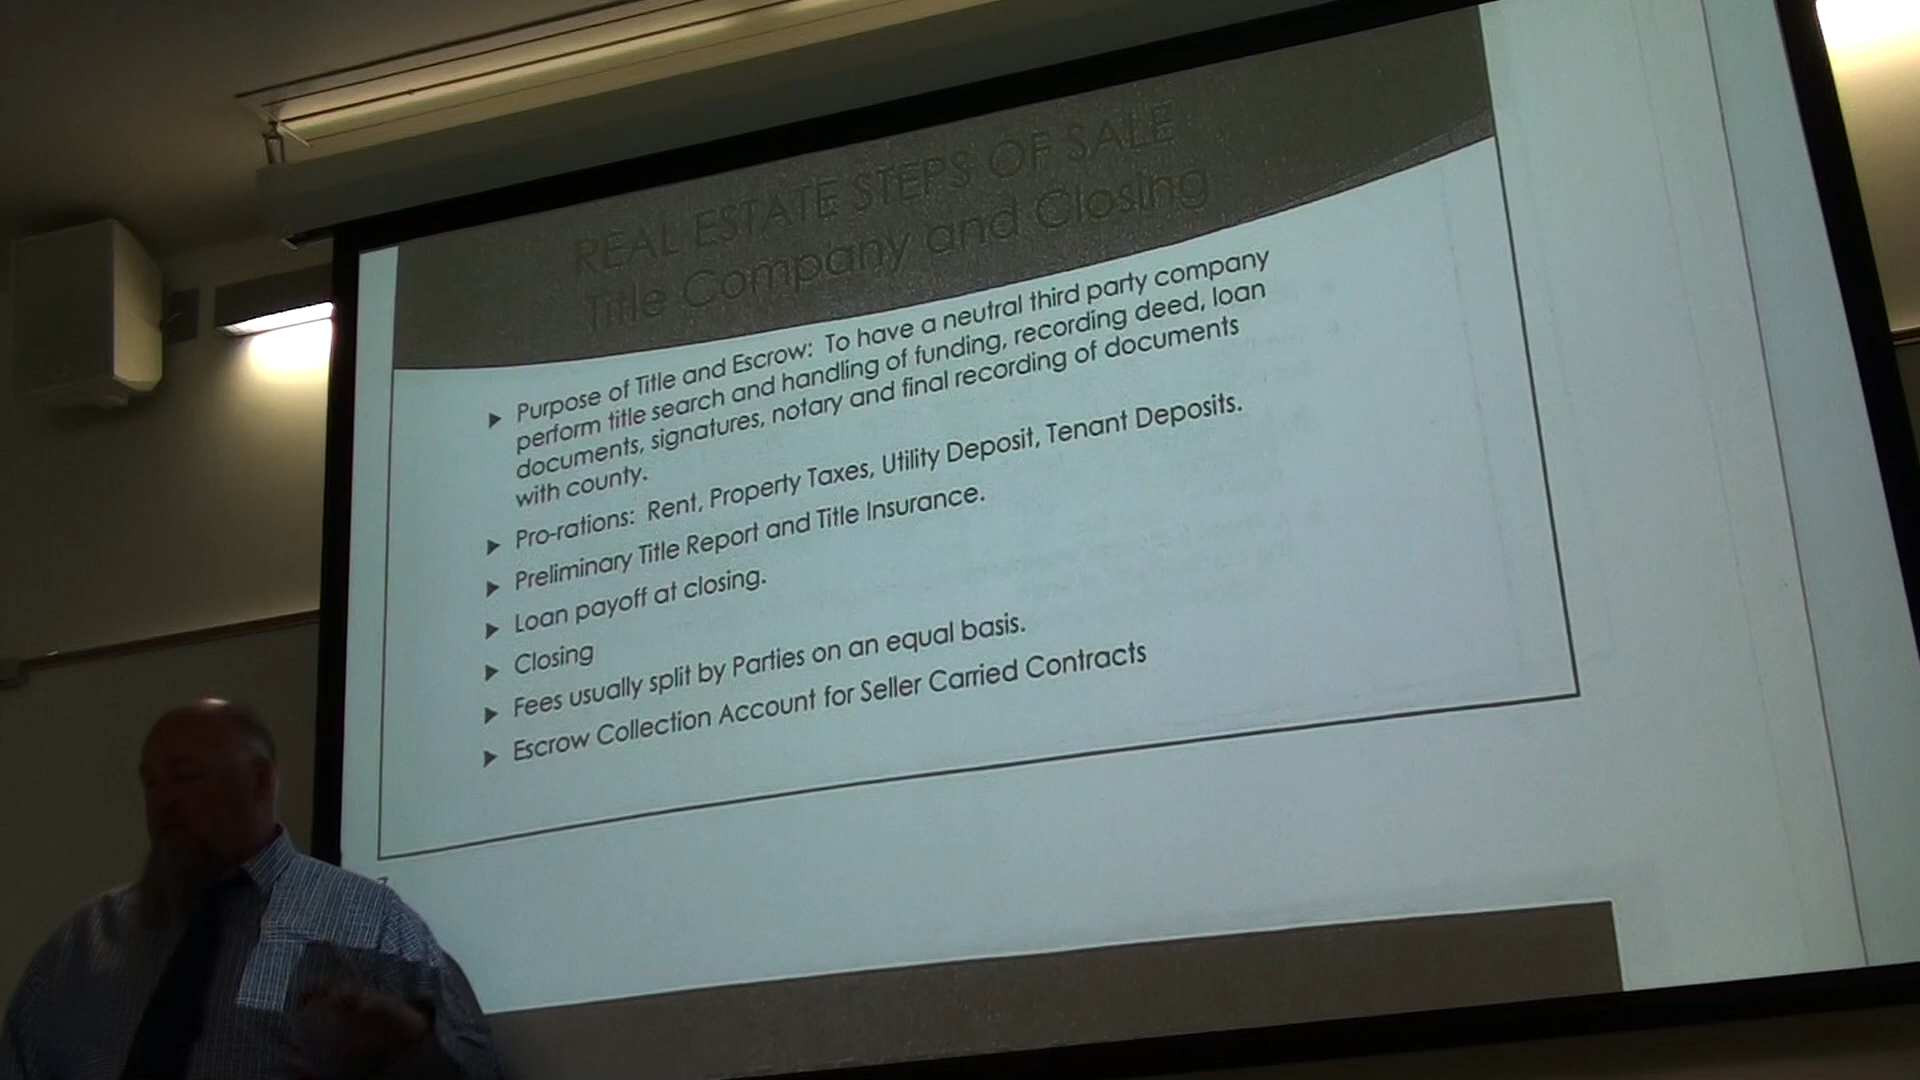 REAL ESTATE STEPS OF SALE
Title Company and Closing
Purpose of Title and Escrow: To have a neutral third party company
perform title search and handling of funding, recording deed, loan
documents, signatures, notary and final recording of documents
with county.
Pro-rations: Rent, Property Taxes, Utility Deposit, Tenant Deposits.
Preliminary Title Report and Title Insurance.
Loan payoff at closing.
Closing
Fees usually split by Parties on an equal basis.
Escrow Collection Account for Seller Carried Contracts